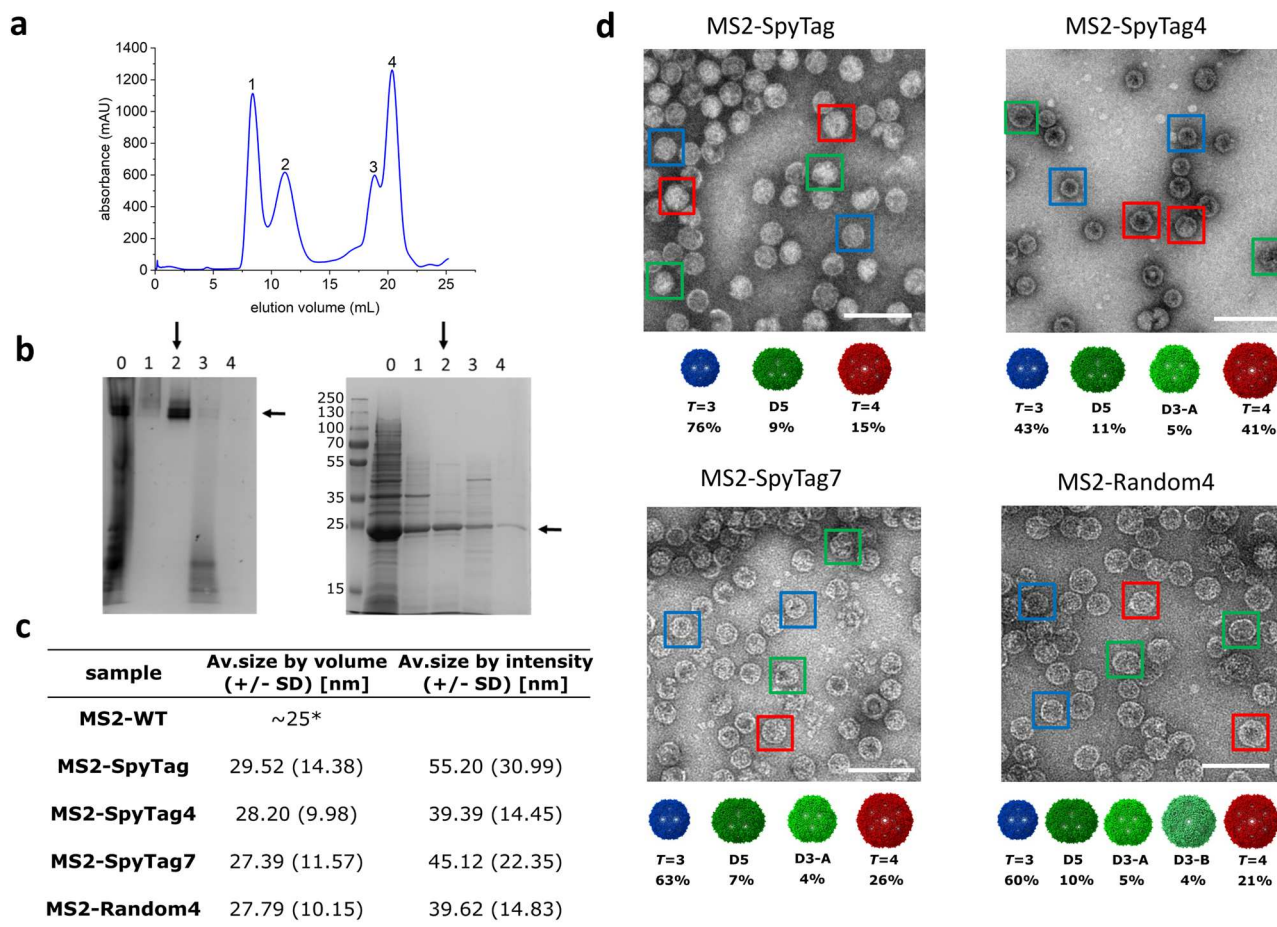 a
1400
1200
1000
800
600
400
200
0
absorbance (mAU)
1
2
3
4
0 5 10 15 20 25
elution volume (mL)
b
0 1 2 3 4
0 1 2 3 4
250
130
100
70
55
35
25
15
c
sample Av.size by volume (+/- SD) [nm] Av.size by intensity (+/- SD) [nm]
MS2-WT ~25*
MS2-SpyTag 29.52 (14.38) 55.20 (30.99)
MS2-SpyTag4 28.20 (9.98) 39.39 (14.45)
MS2-SpyTag7 27.39 (11.57) 45.12 (22.35)
MS2-Random4 27.79 (10.15) 39.62 (14.83)
d
MS2-SpyTag
T=3 D5 T=4
76% 9% 15%
MS2-SpyTag4
T=3 D5 D3-A T=4
43% 11% 5% 41%
MS2-SpyTag7
T=3 D5 D3-A T=4
63% 7% 4% 26%
MS2-Random4
T=3 D5 D3-A D3-B T=4
60% 10% 5% 4% 21%